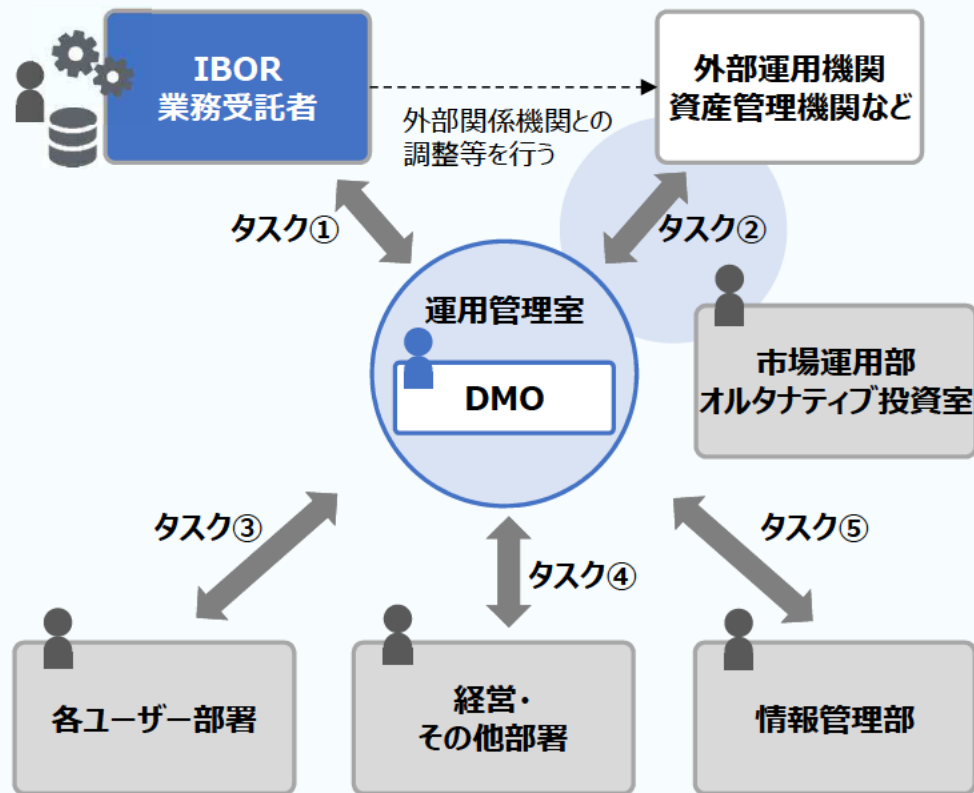 IBOR
業務受託者
外部運用機関
資産管理機関など
外部関係機関との
調整等を行う
タスク①
タスク②
運用管理室
DMO
市場運用部
オルタナティブ投資室
タスク③
タスク④
タスク⑤
各ユーザー部署
経営・
その他部署
情報管理部